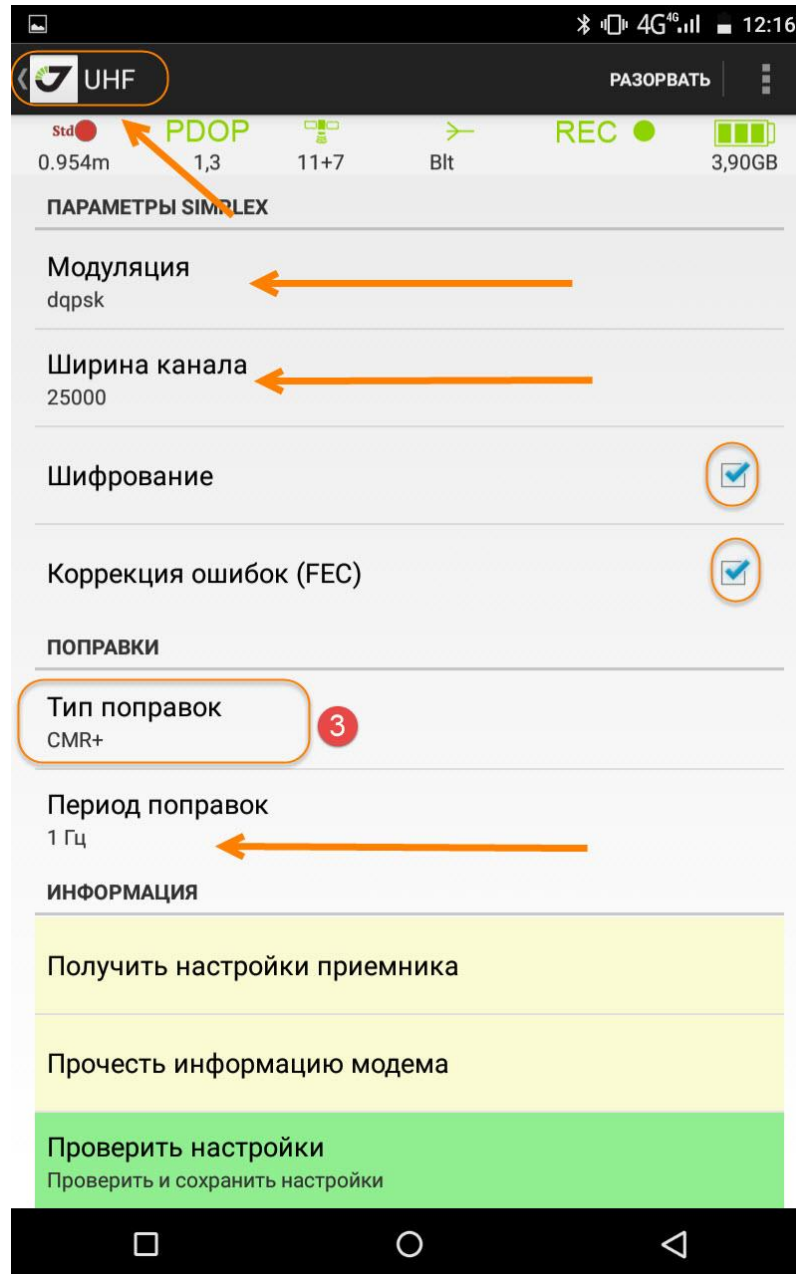 4G 4G 12:16
UHF РАЗОРВАТЬ
Std PDOP REC
0.954m 1,3 11+7 Blt 3,90GB
ПАРАМЕТРЫ SIMPLEX
Модуляция
dqpsk
Ширина канала
25000
Шифрование
Коррекция ошибок (FEC)
ПОПРАВКИ
Тип поправок
CMR+
3
Период поправок
1 Гц
ИНФОРМАЦИЯ
Получить настройки приемника
Прочесть информацию модема
Проверить настройки
Проверить и сохранить настройки